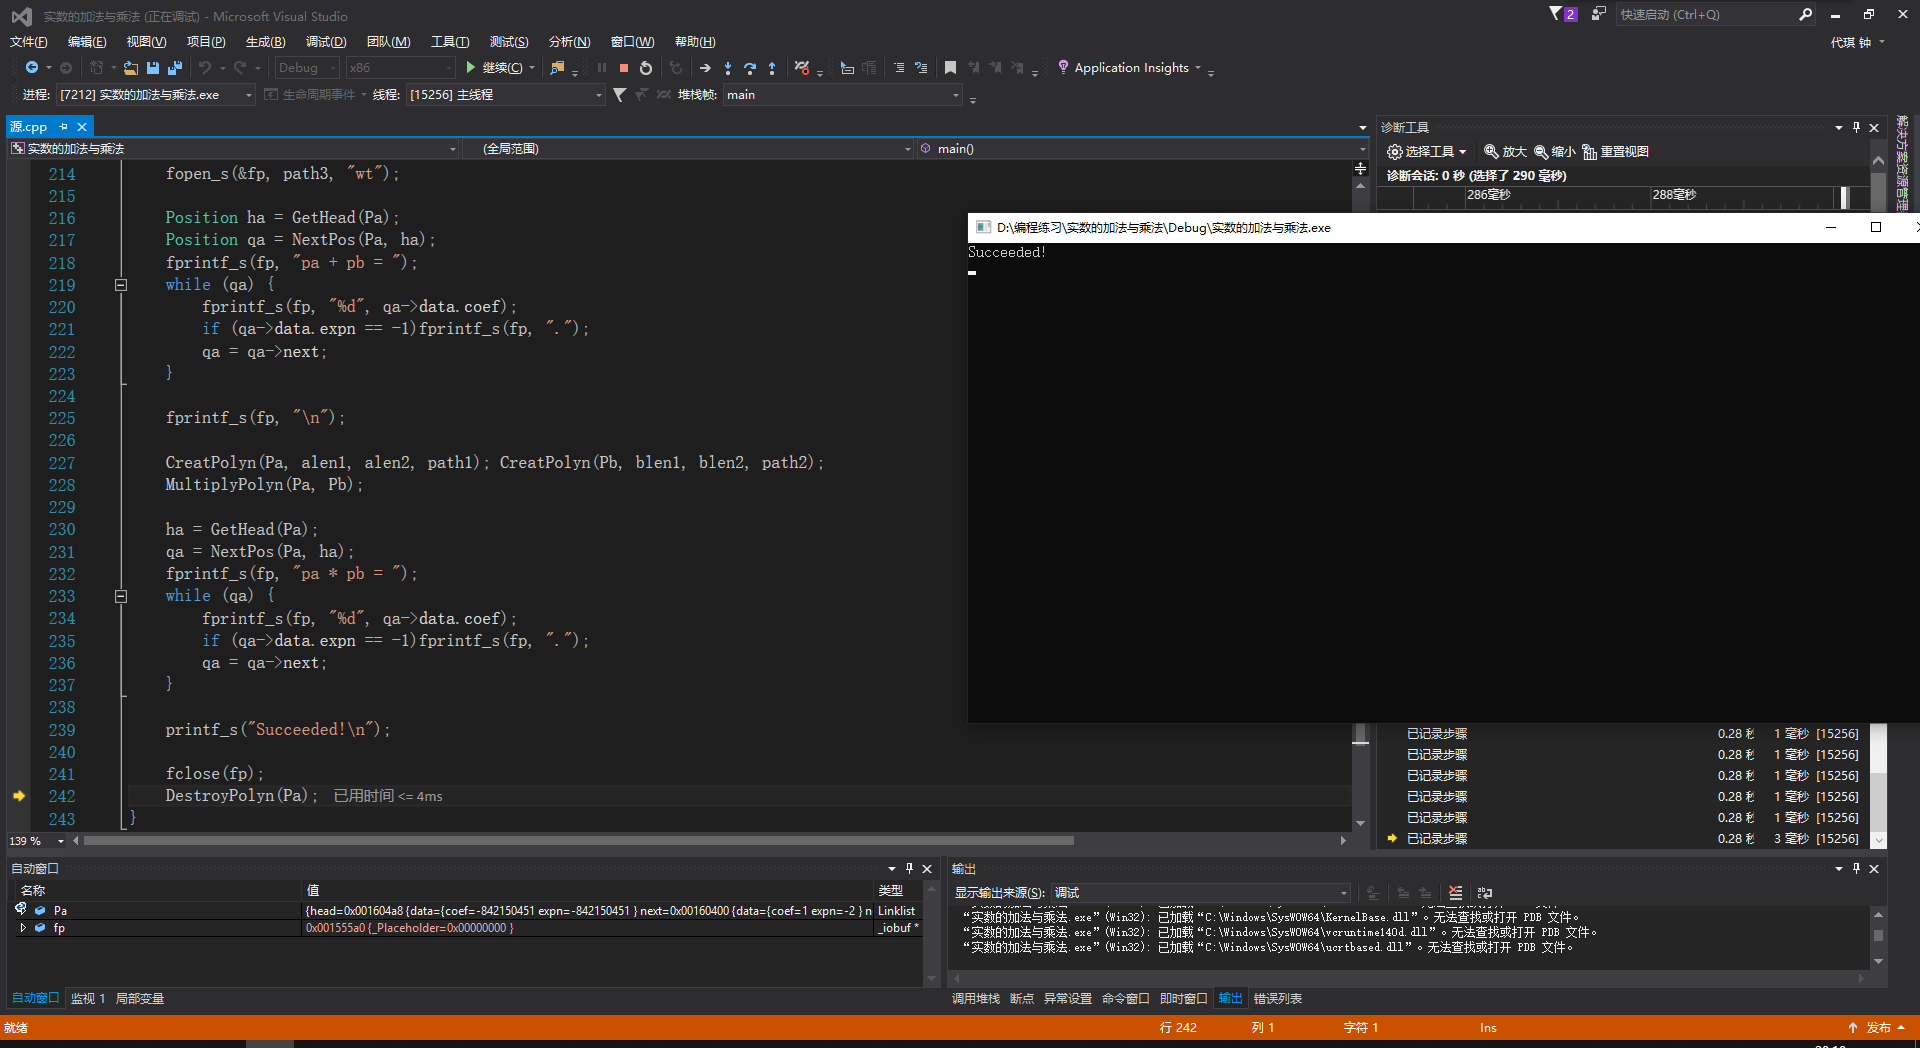 实数的加法与乘法 (正在调试) - Microsoft Visual Studio
2
快速启动 (Ctrl+Q)
文件(F) 编辑(E) 视图(V) 项目(P) 生成(B) 调试(D) 团队(M) 工具(T) 测试(S) 分析(N) 窗口(W) 帮助(H)
代琪 钟
Debug x86 继续(C) Application Insights
进程: [7212] 实数的加法与乘法.exe 生命周期事件 线程: [15256] 主线程 堆栈帧: main
源.cpp
实数的加法与乘法 (全局范围) main()
214 fopen_s(&fp, path3, "wt");
215
216 Position ha = GetHead(Pa);
217 Position qa = NextPos(Pa, ha);
218 fprintf_s(fp, "pa + pb = ");
219 while (qa) {
220 fprintf_s(fp, "%d", qa->data.coef);
221 if (qa->data.expn == -1)fprintf_s(fp, ".");
222 qa = qa->next;
223 }
224
225 fprintf_s(fp, "\n");
226
227 CreatPolyn(Pa, alen1, alen2, path1); CreatPolyn(Pb, blen1, blen2, path2);
228 MultiplyPolyn(Pa, Pb);
229
230 ha = GetHead(Pa);
231 qa = NextPos(Pa, ha);
232 fprintf_s(fp, "pa * pb = ");
233 while (qa) {
234 fprintf_s(fp, "%d", qa->data.coef);
235 if (qa->data.expn == -1)fprintf_s(fp, ".");
236 qa = qa->next;
237 }
238
239 printf_s("Succeeded!\n");
240
241 fclose(fp);
242 DestroyPolyn(Pa); 已用时间 <= 4ms
243 }
139 %
诊断工具
选择工具 放大 缩小 重置视图
诊断会话: 0 秒 (选择了 290 毫秒)
286毫秒 288毫秒
解决方案资源管理
D:\编程练习\实数的加法与乘法\Debug\实数的加法与乘法.exe
Succeeded!
已记录步骤 0.28 秒 1 毫秒 [15256]
已记录步骤 0.28 秒 1 毫秒 [15256]
已记录步骤 0.28 秒 1 毫秒 [15256]
已记录步骤 0.28 秒 1 毫秒 [15256]
已记录步骤 0.28 秒 1 毫秒 [15256]
已记录步骤 0.28 秒 3 毫秒 [15256]
自动窗口
名称 值 类型
Pa {head=0x001604a8 {data={coef=-842150451 expn=-842150451 } next=0x00160400 {data={coef=1 expn=-2 } n Linklist
fp 0x001555a0 {_Placeholder=0x00000000 } _iobuf *
自动窗口 监视 1 局部变量
输出
显示输出来源(S): 调试
“实数的加法与乘法.exe”(Win32): 已加载“C:\Windows\SysWOW64\KernelBase.dll”。无法查找或打开 PDB 文件。
“实数的加法与乘法.exe”(Win32): 已加载“C:\Windows\SysWOW64\vcruntime140d.dll”。无法查找或打开 PDB 文件。
“实数的加法与乘法.exe”(Win32): 已加载“C:\Windows\SysWOW64\ucrtbased.dll”。无法查找或打开 PDB 文件。
调用堆栈 断点 异常设置 命令窗口 即时窗口 输出 错误列表
就绪 行 242 列 1 字符 1 Ins 发布